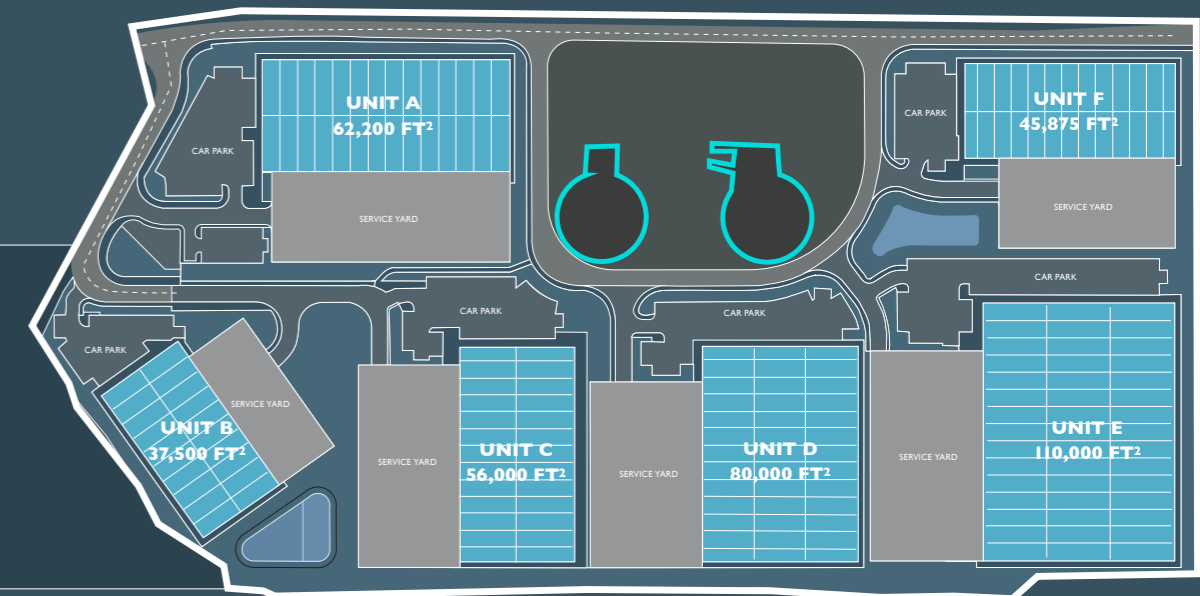 UNIT A
62,200 FT²
CAR PARK
SERVICE YARD
UNIT F
45,875 FT²
CAR PARK
SERVICE YARD
CAR PARK
UNIT B
37,500 FT²
SERVICE YARD
CAR PARK
SERVICE YARD
UNIT C
56,000 FT²
CAR PARK
SERVICE YARD
UNIT D
80,000 FT²
CAR PARK
SERVICE YARD
UNIT E
110,000 FT²